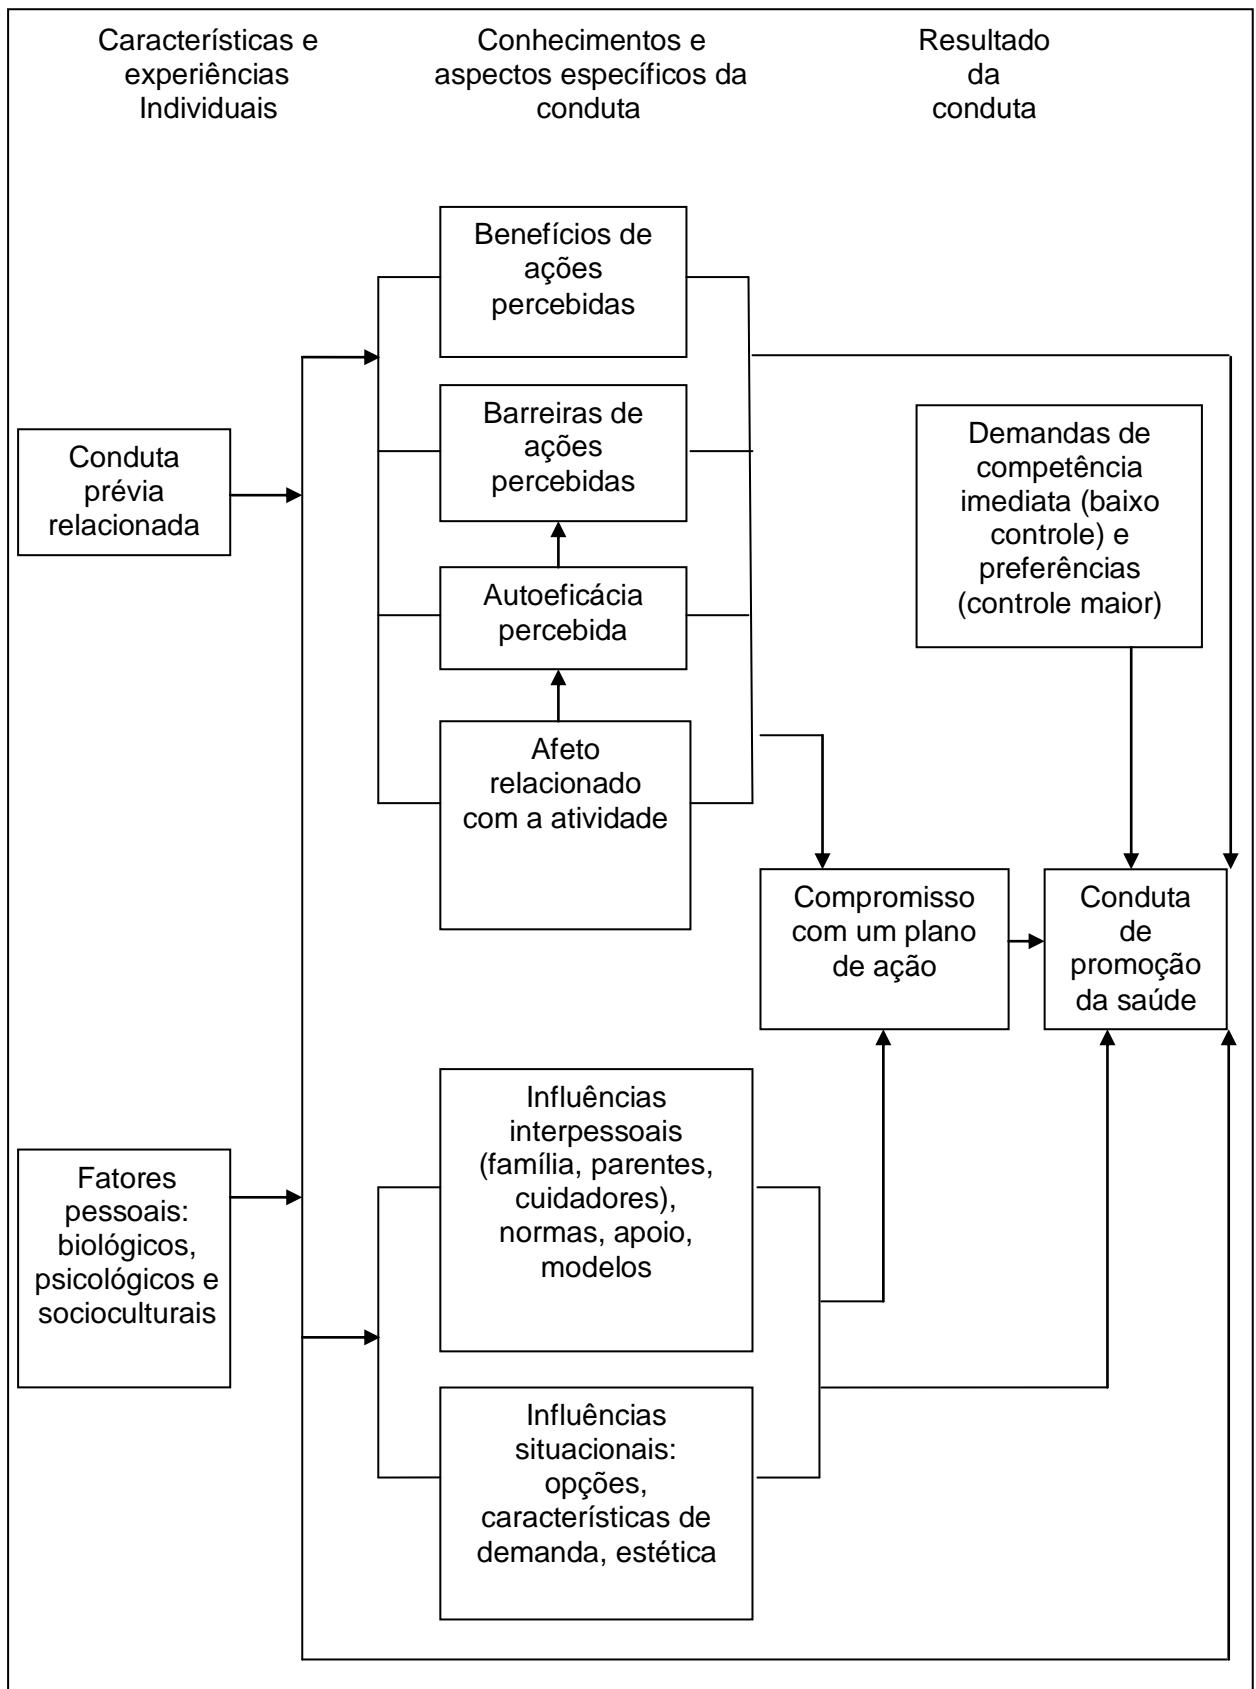 Características e
experiências
Individuais
Conhecimentos e
aspectos específicos da
conduta
Resultado
da
conduta
Benefícios de
ações
percebidas
Barreiras de
ações
percebidas
Autoeficácia
percebida
Afeto
relacionado
com a atividade
Conduta
prévia
relacionada
Demandas de
competência
imediata (baixo
controle) e
preferências
(controle maior)
Compromisso
com um plano
de ação
Conduta
de
promoção
da saúde
Fatores
pessoais:
biológicos,
psicológicos e
socioculturais
Influências
interpessoais
(família, parentes,
cuidadores),
normas, apoio,
modelos
Influências
situacionais:
opções,
características de
demanda, estética